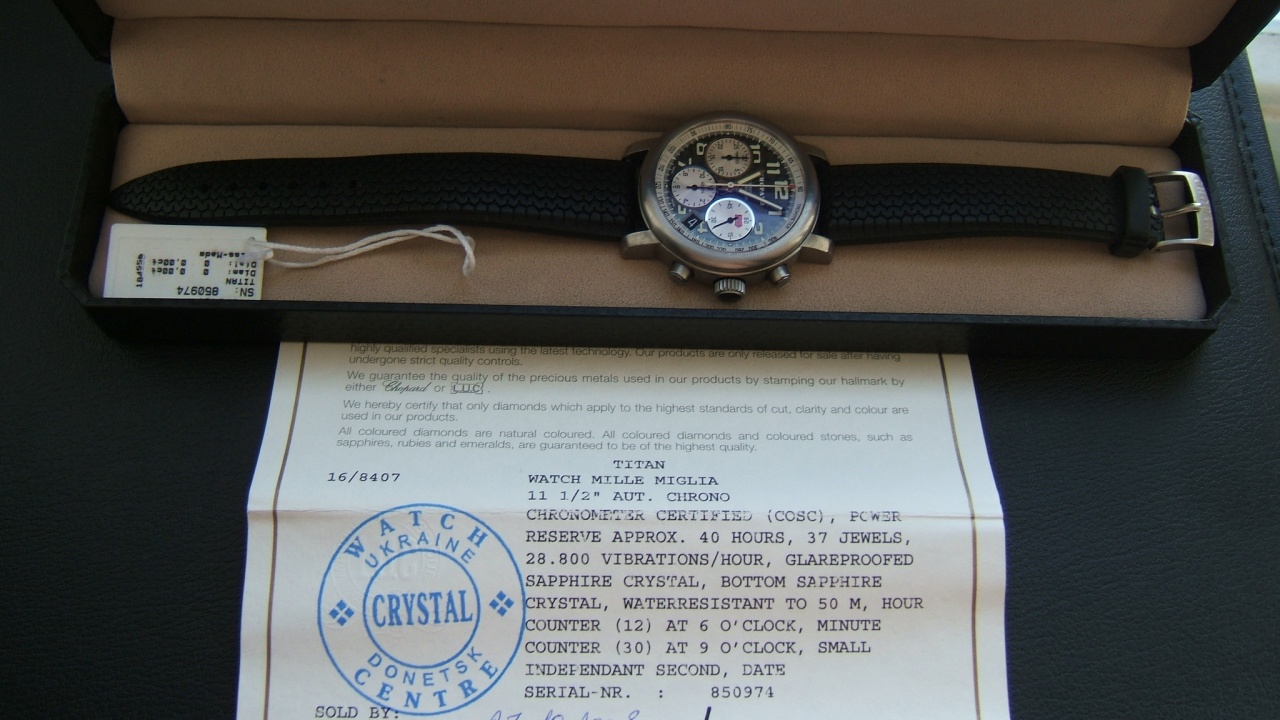 SN: 850974
TITAN
Diam: 0 0,00ct
0 0,00ct
highly qualified specialists using the latest technology. Our products are only released for sale after having
undergone strict quality controls.
We guarantee the quality of the precious metals used in our products by stamping our hallmark by
either Chopard or L.U.C .
We hereby certify that only diamonds which apply to the highest standards of cut, clarity and colour are
used in our products.
All coloured diamonds are natural coloured. All coloured diamonds and coloured stones, such as
sapphires, rubies and emeralds, are guaranteed to be of the highest quality.
TITAN
16/8407 WATCH MILLE MIGLIA
11 1/2" AUT. CHRONO
CHRONOMETER CERTIFIED (COSC), POWER
RESERVE APPROX. 40 HOURS, 37 JEWELS,
28.800 VIBRATIONS/HOUR, GLAREPROOFED
SAPPHIRE CRYSTAL, BOTTOM SAPPHIRE
CRYSTAL, WATERRESISTANT TO 50 M, HOUR
COUNTER (12) AT 6 O'CLOCK, MINUTE
COUNTER (30) AT 9 O'CLOCK, SMALL
INDEPENDANT SECOND, DATE
SERIAL-NR. : 850974
WATCH
UKRAINE
CRYSTAL
DONETSK
CENTRE
SOLD BY: